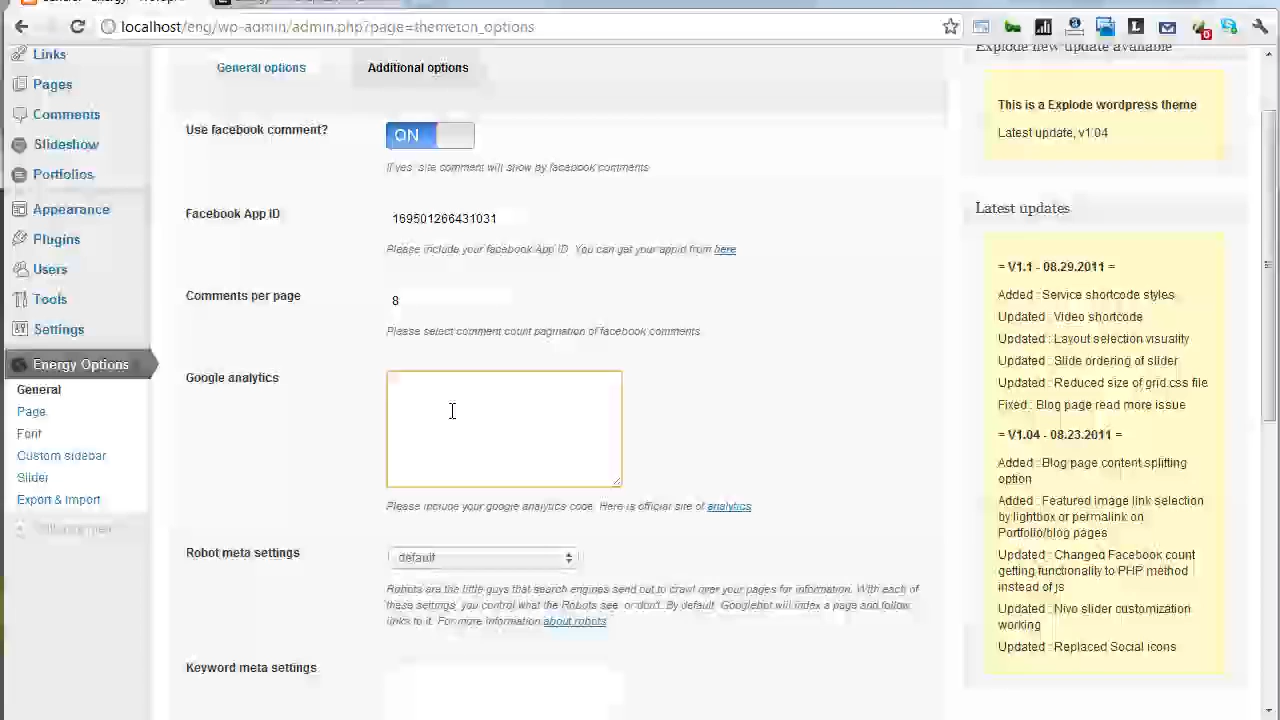 localhost/eng/wp-admin/admin.php?page=themeton_options
Links
Pages
Comments
Slideshow
Portfolios
Appearance
Plugins
Users
Tools
Settings
Energy Options
General
Page
Font
Custom sidebar
Slider
Export & Import
General options
Additional options
Use facebook comment?
ON
If yes, site comment will show by facebook comments
Facebook App ID
169501266431031
Please include your facebook App ID. You can get your appid from here
Comments per page
8
Please select comment count pagination of facebook comments
Google analytics
Please include your google analytics code. Here is official site of analytics
Robot meta settings
default
Robots are the little guys that search engines send out to crawl over your pages for information. With each of
these settings, you control what the Robots see, or don't. By default, Googlebot will index a page and follow
links to it. For more information about robots
Keyword meta settings
Explode new update available
This is a Explode wordpress theme
Latest update, v1.04
Latest updates
= V1.1 - 08.29.2011 =
Added : Service shortcode styles
Updated : Video shortcode
Updated : Layout selection visuality
Updated : Slide ordering of slider
Updated : Reduced size of grid.css file
Fixed : Blog page read more issue
= V1.04 - 08.23.2011 =
Added : Blog page content splitting
option
Added : Featured image link selection
by lightbox or permalink on
Portfolio/blog pages
Updated : Changed Facebook count
getting functionality to PHP method
instead of js
Updated : Nivo slider customization
working
Updated : Replaced Social icons